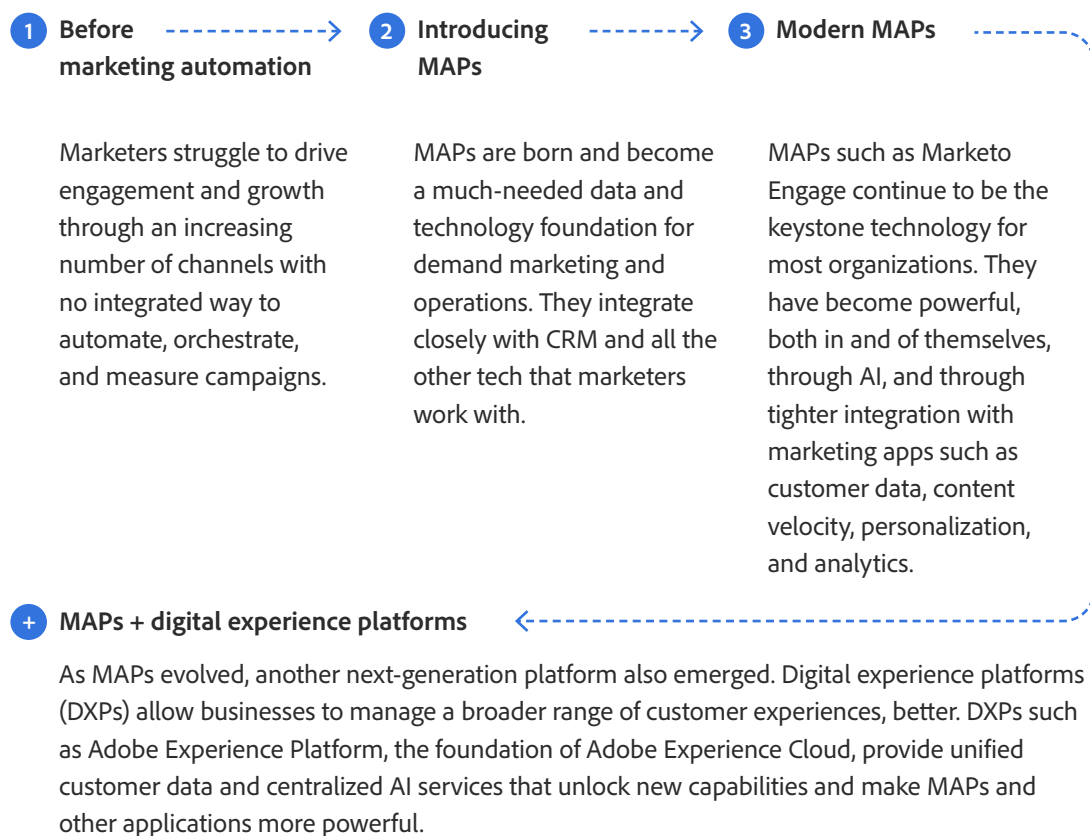 1 Before
marketing automation
Marketers struggle to drive
engagement and growth
through an increasing
number of channels with
no integrated way to
automate, orchestrate,
and measure campaigns.
2 Introducing
MAPs
MAPs are born and become
a much-needed data and
technology foundation for
demand marketing and
operations. They integrate
closely with CRM and all the
other tech that marketers
work with.
3 Modern MAPs
MAPs such as Marketo
Engage continue to be the
keystone technology for
most organizations. They
have become powerful,
both in and of themselves,
through AI, and through
tighter integration with
marketing apps such as
customer data, content
velocity, personalization,
and analytics.
+ MAPs + digital experience platforms
As MAPs evolved, another next-generation platform also emerged. Digital experience platforms
(DXPs) allow businesses to manage a broader range of customer experiences, better. DXPs such
as Adobe Experience Platform, the foundation of Adobe Experience Cloud, provide unified
customer data and centralized AI services that unlock new capabilities and make MAPs and
other applications more powerful.